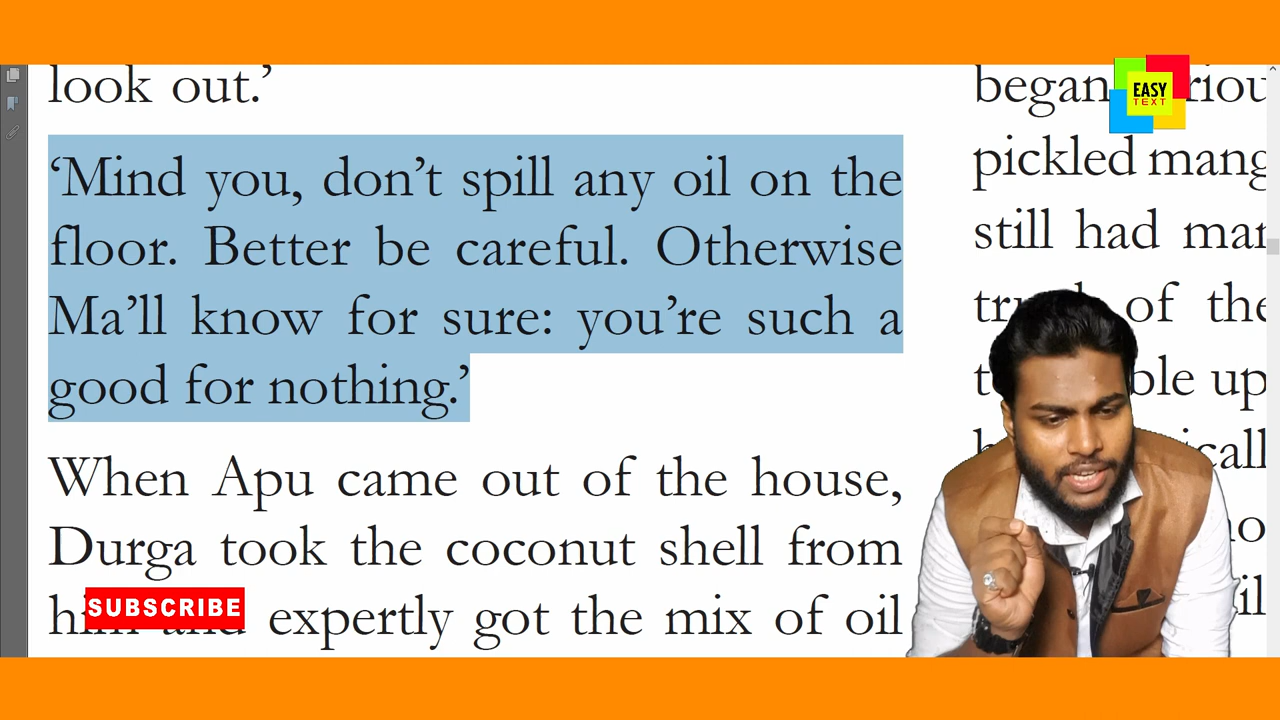 look out.’
‘Mind you, don’t spill any oil on the
floor. Better be careful. Otherwise
Ma’ll know for sure: you’re such a
good for nothing.’
When Apu came out of the house,
Durga took the coconut shell from
expertly got the mix of oil
SUBSCRIBE
EASY
TEXT
began
pickled
still had
of the
up